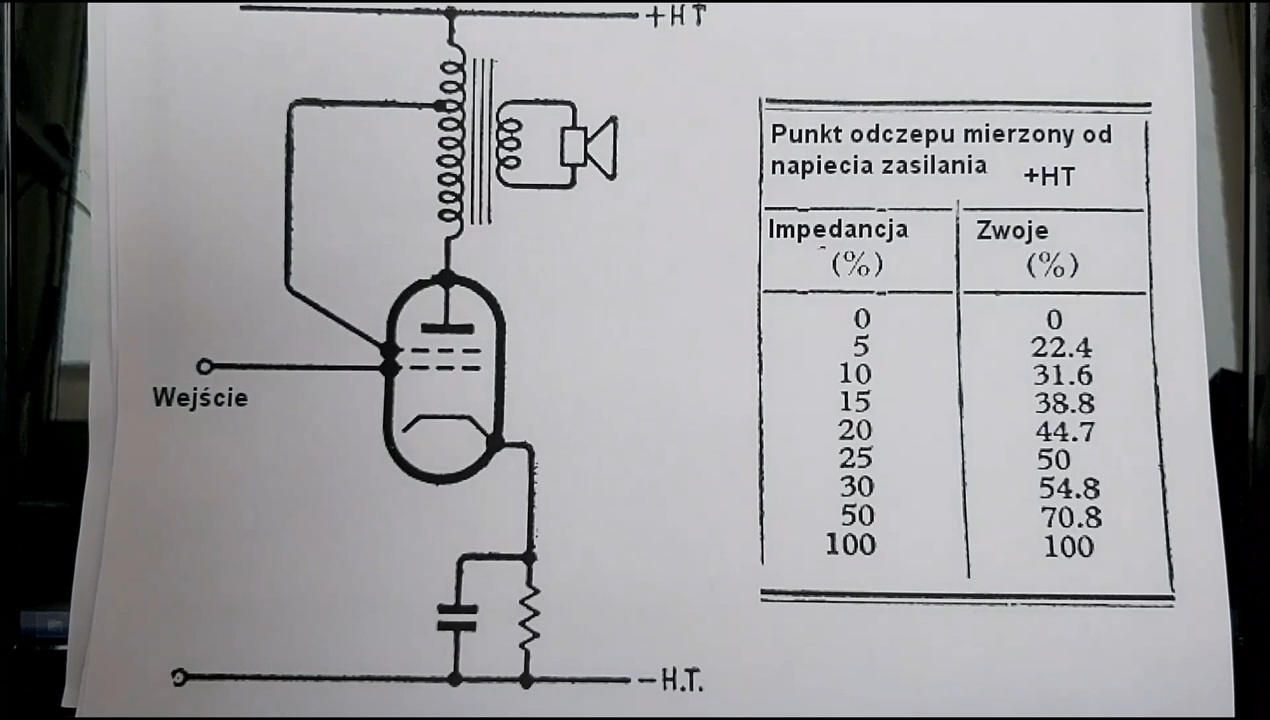 +HT
Wejście
-H.T.
Punkt odczepu mierzony od
napiecia zasilania +HT
Impedancja Zwoje
(%) (%)
0 0
5 22.4
10 31.6
15 38.8
20 44.7
25 50
30 54.8
50 70.8
100 100